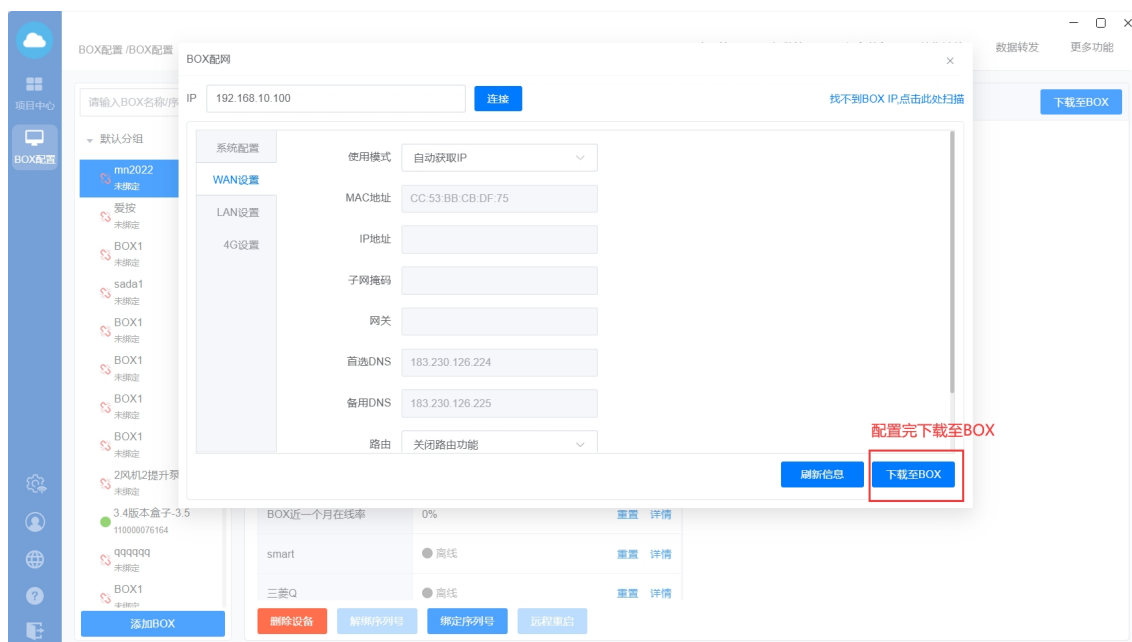 BOX配置 /BOX配置
数据转发
更多功能
项目中心
BOX配置
请输入BOX名称/序
下载至BOX
默认分组
mn2022
未绑定
爱按
未绑定
BOX1
未绑定
sada1
未绑定
BOX1
未绑定
BOX1
未绑定
BOX1
未绑定
BOX1
未绑定
2风机2提升泵
未绑定
3.4版本盒子-3.5
110000076164
qqqqqq
未绑定
BOX1
未绑定
添加BOX
BOX配网
IP
192.168.10.100
连接
找不到BOX IP,点击此处扫描
系统配置
WAN设置
LAN设置
4G设置
使用模式
自动获取IP
MAC地址
CC:53:BB:CB:DF:75
IP地址
子网掩码
网关
首选DNS
183.230.126.224
备用DNS
183.230.126.225
路由
关闭路由功能
配置完下载至BOX
刷新信息
下载至BOX
BOX近一个月在线率
0%
重置 详情
smart
离线
重置 详情
三菱Q
离线
重置 详情
删除设备
解绑序列号
绑定序列号
远程重启